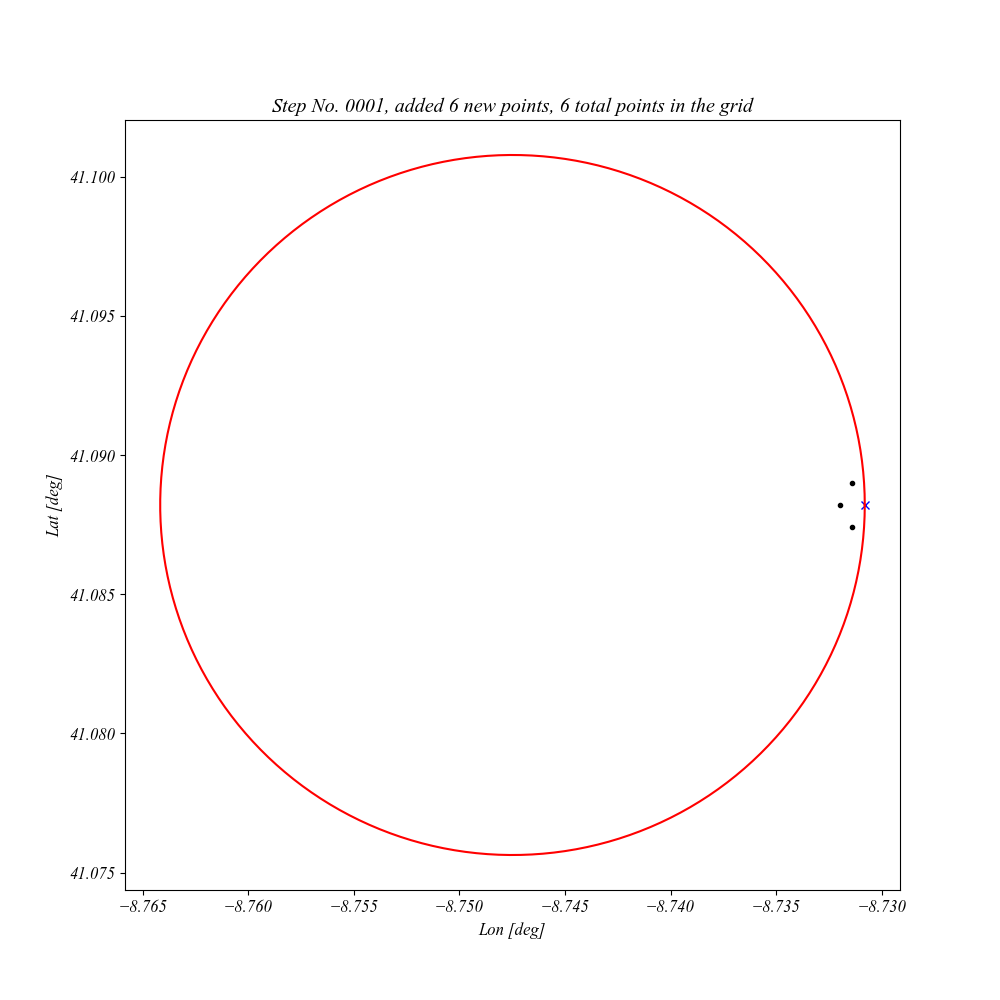 Step No. 0001, added 6 new points, 6 total points in the grid
41.100
41.095
41.090
41.085
41.080
41.075
Lat [deg]
−8.765 −8.760 −8.755 −8.750 −8.745 −8.740 −8.735 −8.730
Lon [deg]